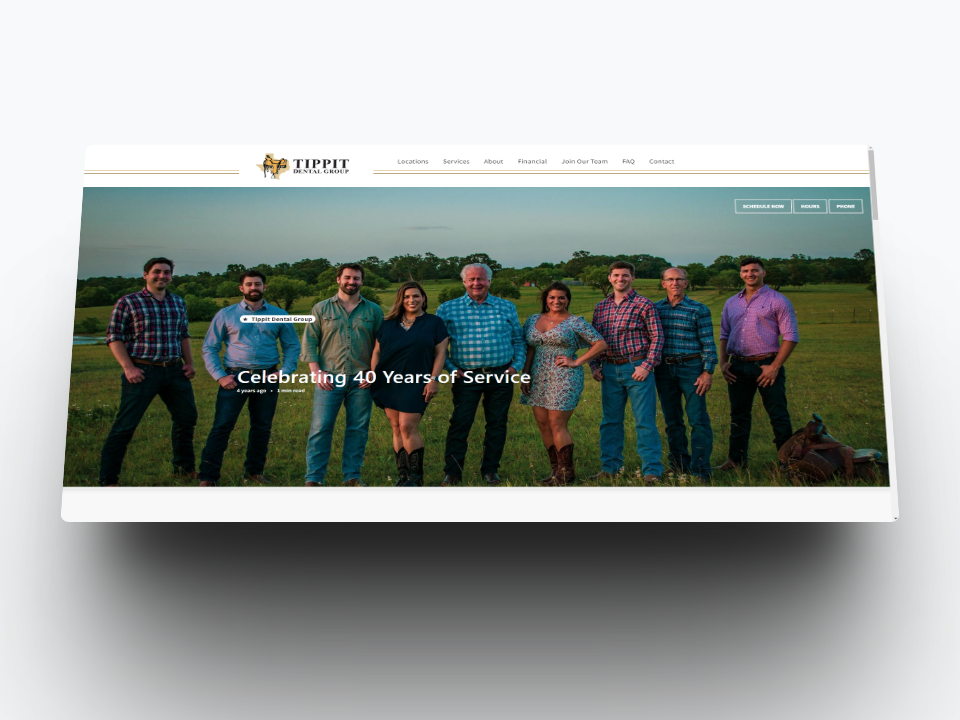 TIPPIT
DENTAL GROUP
Locations Services About Financial Join Our Team FAQ Contact
SCHEDULE NOW HOURS PHONE
★ Tippit Dental Group
Celebrating 40 Years of Service
6 years ago • 1 min read